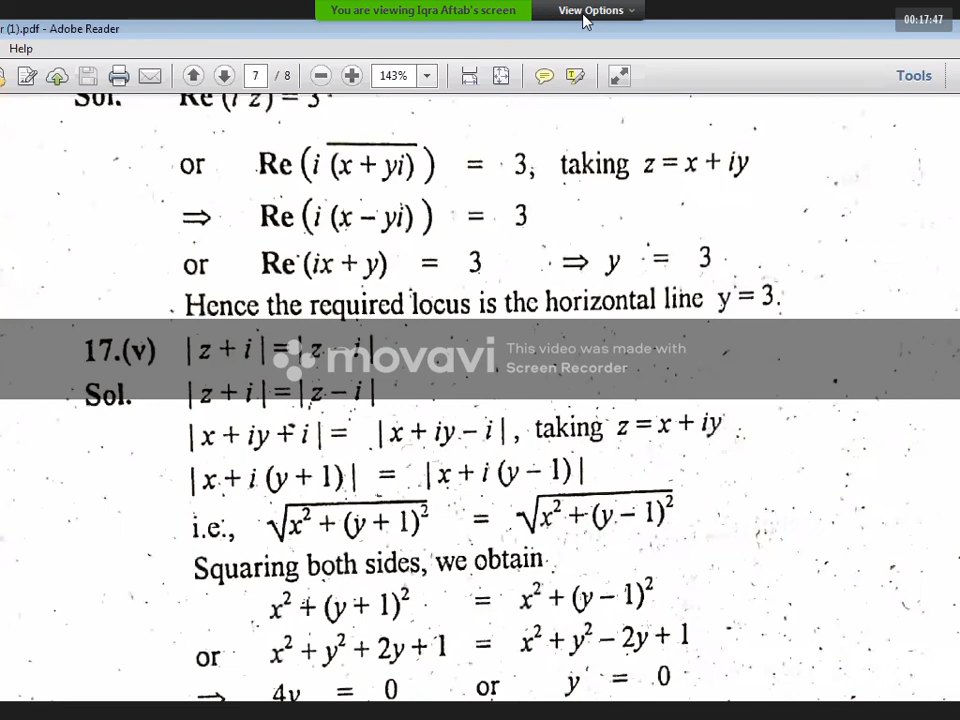 You are viewing Iqra Aftab's screen View Options
00:17:47
r (1).pdf - Adobe Reader
Help
7 / 8 143% Tools
Sol. Re (i z) = 3
or Re (i \overline{(x + yi)}) = 3, taking z = x + iy
⇒ Re (i (x − yi)) = 3
or Re (ix + y) = 3 ⇒ y = 3
Hence the required locus is the horizontal line y = 3.
17.(v) | z + i | = | z − i |
movavi This video was made with
Screen Recorder
Sol. | z + i | = | z − i |
| x + iy + i | = | x + iy − i | , taking z = x + iy
| x + i (y + 1) | = | x + i (y − 1) |
i.e., √(x² + (y + 1)²) = √(x² + (y − 1)²)
Squaring both sides, we obtain
x² + (y + 1)² = x² + (y − 1)²
or x² + y² + 2y + 1 = x² + y² − 2y + 1
⇒ 4y = 0 or y = 0